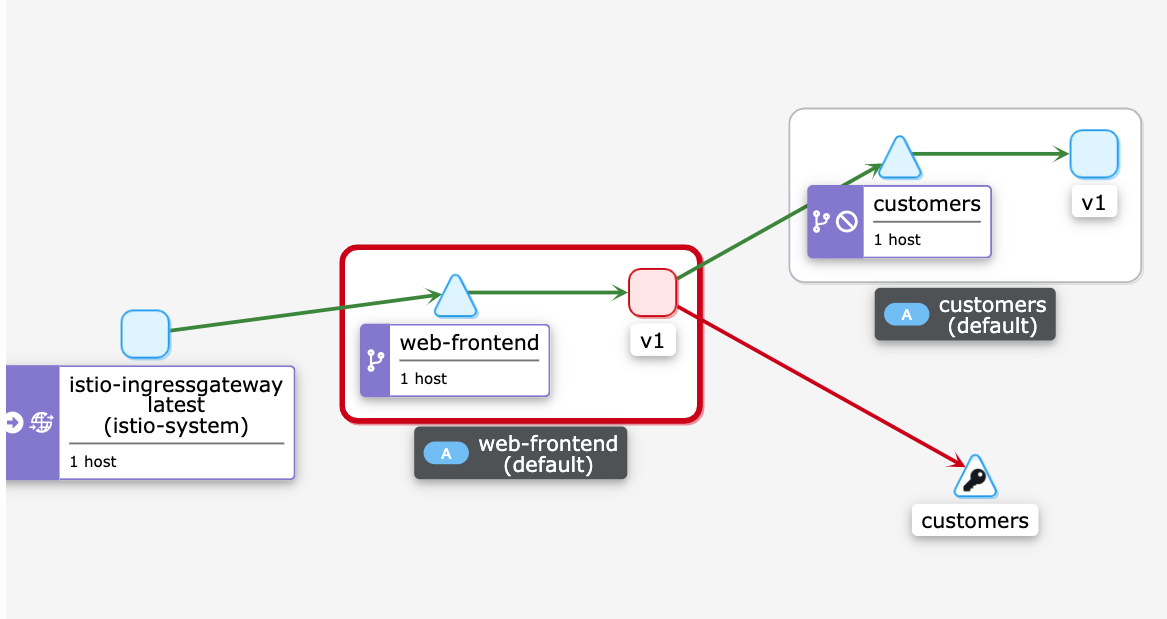 customers
1 host
v1
A customers
(default)
web-frontend
1 host
v1
A web-frontend
(default)
istio-ingressgateway
latest
(istio-system)
1 host
customers